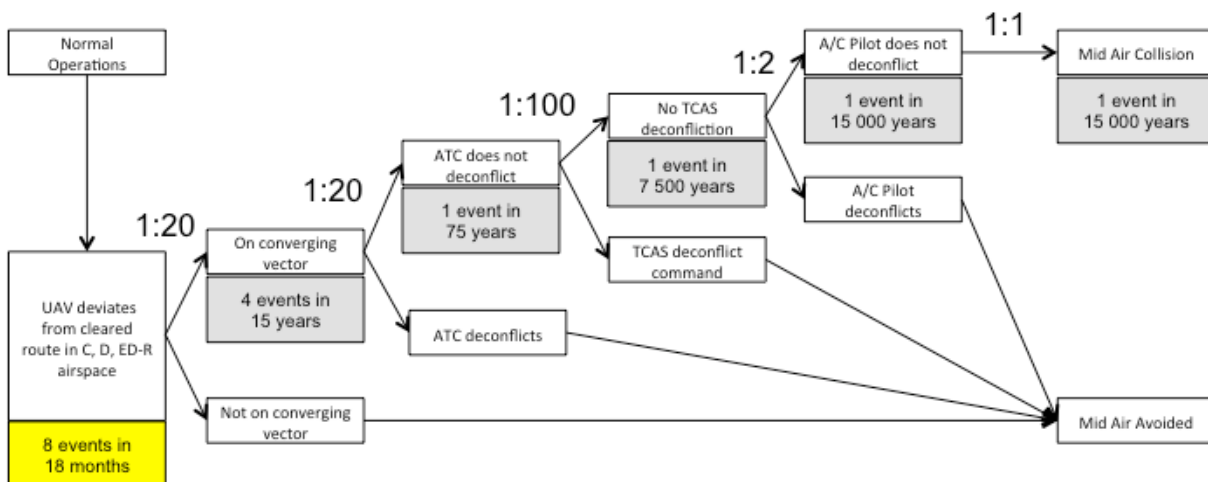 Normal
Operations
1:20
UAV deviates
from cleared
route in C, D, ED-R
airspace
8 events in
18 months
On converging
vector
4 events in
15 years
Not on converging
vector
1:20
ATC does not
deconflict
1 event in
75 years
ATC deconflicts
1:100
No TCAS
deconfliction
1 event in
7 500 years
TCAS deconflict
command
1:2
A/C Pilot does not
deconflict
1 event in
15 000 years
A/C Pilot
deconflicts
1:1
Mid Air Collision
1 event in
15 000 years
Mid Air Avoided